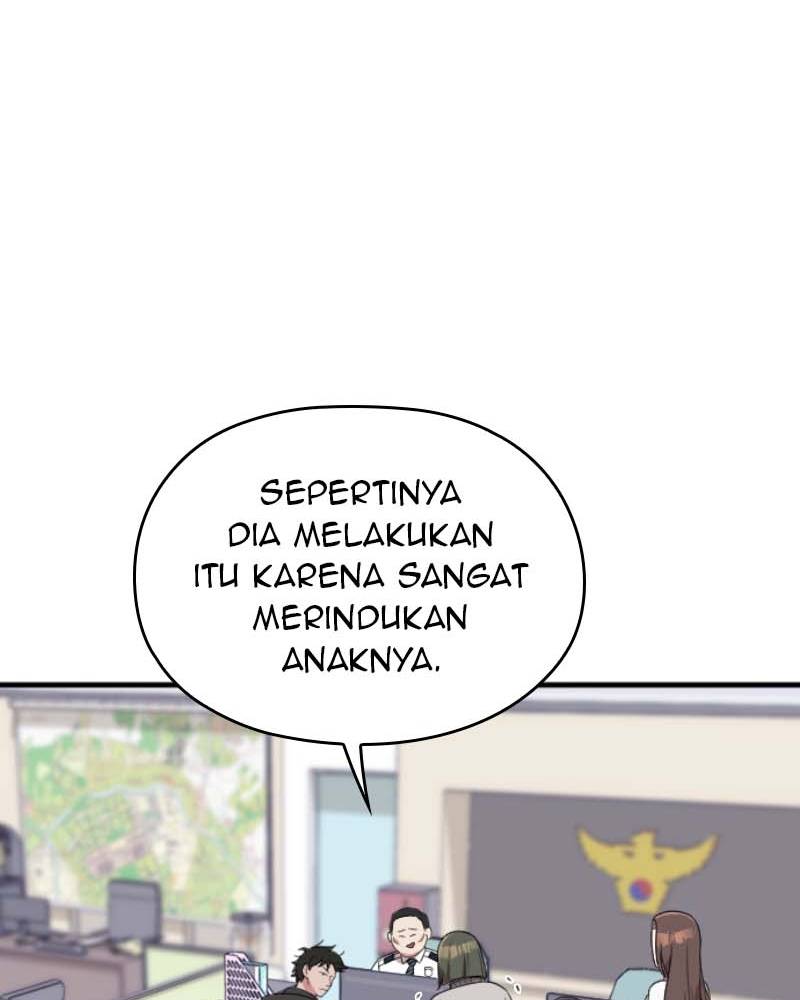 SEPERTINYA
DIA MELAKUKAN
ITU KARENA SANGAT
MERINDUKAN
ANAKNYA.